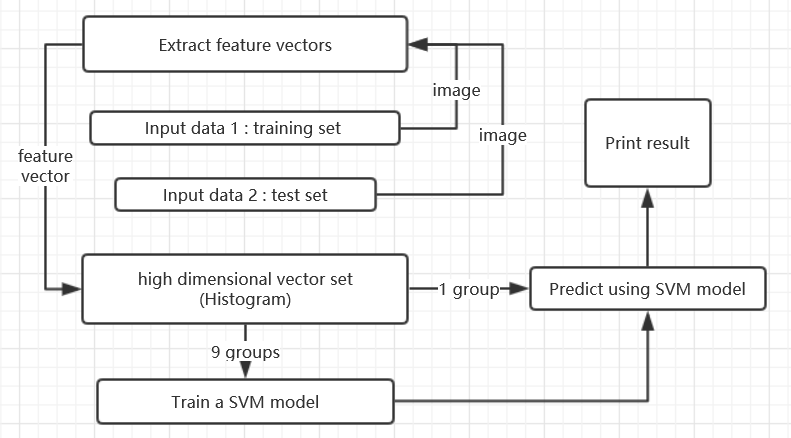 Extract feature vectors
image
Input data 1 : training set
image
Print result
feature
vector
Input data 2 : test set
high dimensional vector set
(Histogram)
1 group
Predict using SVM model
9 groups
Train a SVM model